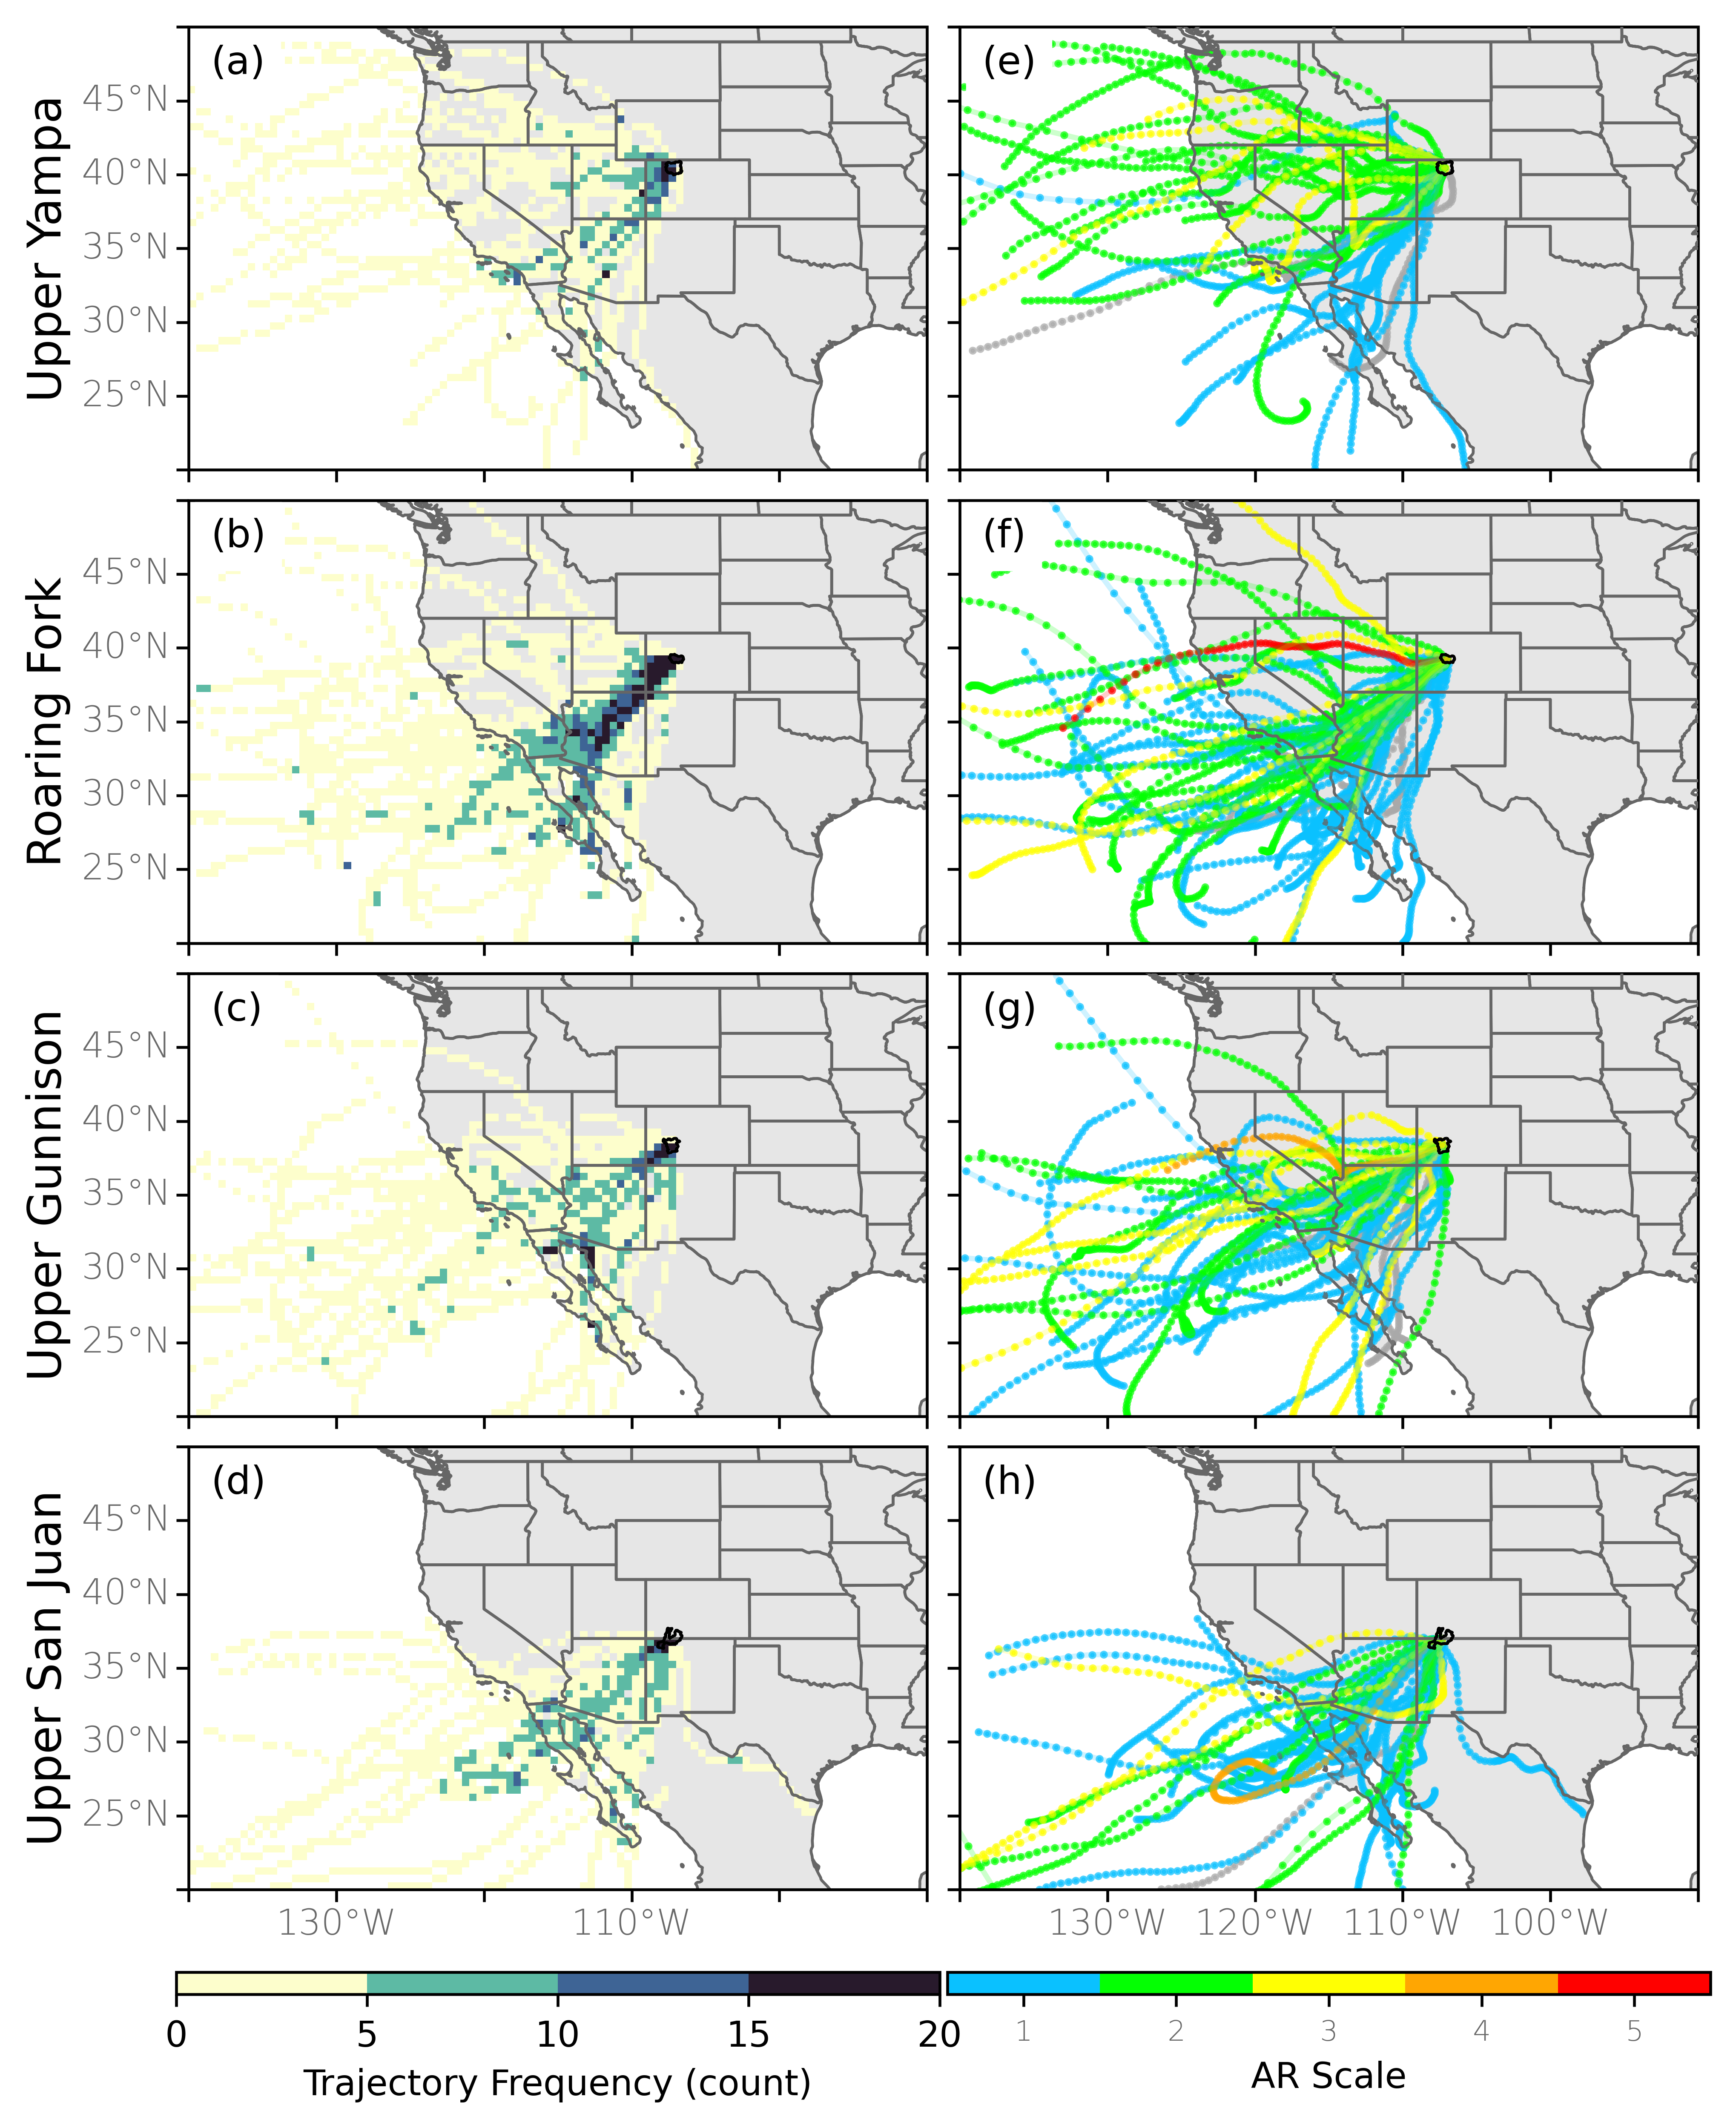 Upper Yampa
(a)
45°N
40°N
35°N
30°N
25°N
(e)
Roaring Fork
(b)
45°N
40°N
35°N
30°N
25°N
(f)
Upper Gunnison
(c)
45°N
40°N
35°N
30°N
25°N
(g)
Upper San Juan
(d)
45°N
40°N
35°N
30°N
25°N
(h)
130°W 110°W
130°W 120°W 110°W 100°W
0 5 10 15 20
Trajectory Frequency (count)
1 2 3 4 5
AR Scale